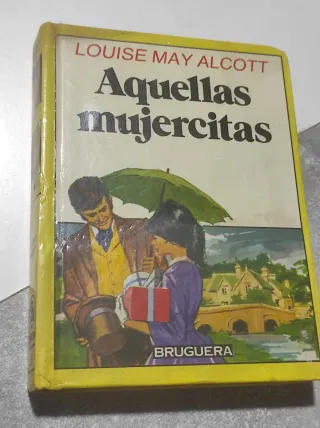 LOUISE MAY ALCOTT
Aquellas
mujercitas
BRUGUERA